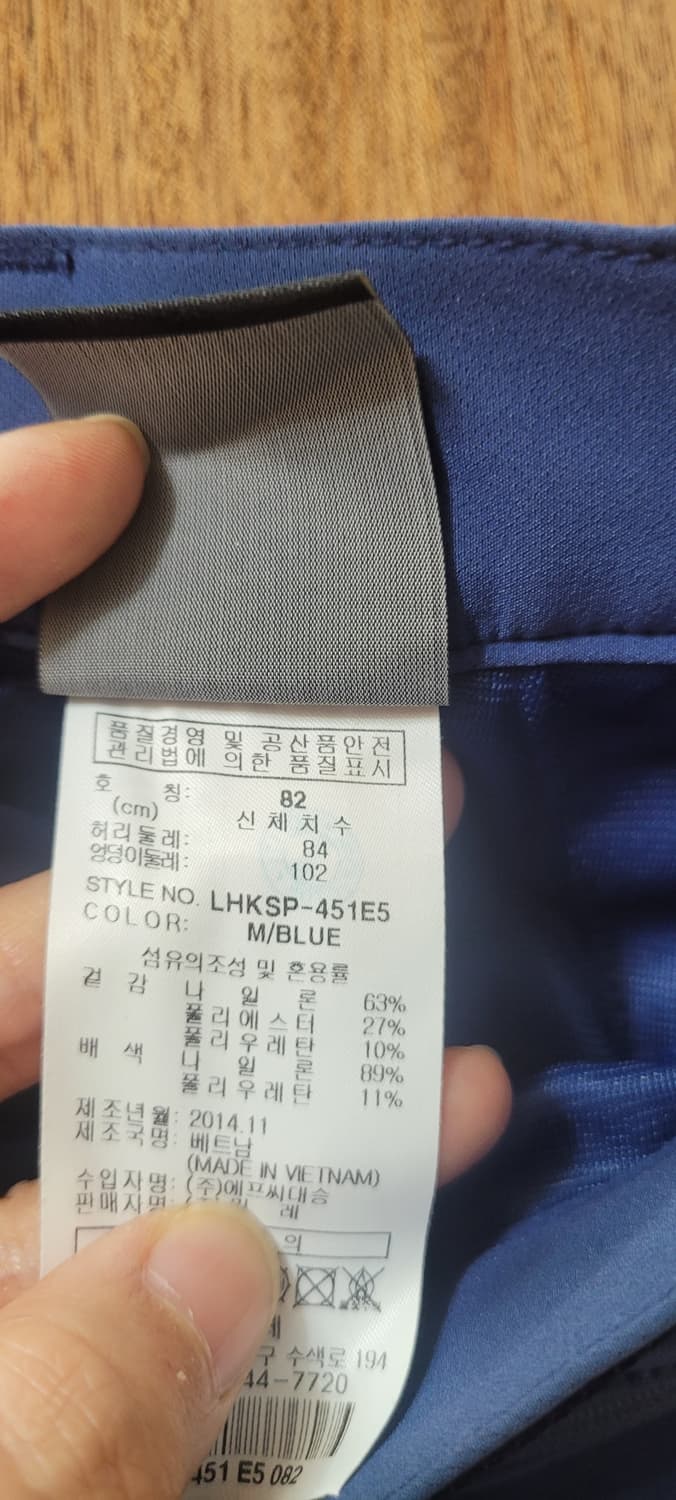 품질경영 및 공산품안전
관리법에 의한 품질표시
호 칭: 82
(cm) 신체치수
허리둘레: 84
엉덩이둘레: 102
STYLE NO. LHKSP-451E5
COLOR: M/BLUE
섬유의조성 및 혼용률
겉 감 나 일 론 63%
폴리에스터 27%
폴리우레탄 10%
배 색 나 일 론 89%
폴리우레탄 11%
제조년월: 2014.11
제조국명: 베트남
(MADE IN VIETNAM)
수입자명: (주)에프씨대승
판매자명: 밀 레
의
레
구 수색로 194
44-7720
451 E5 082